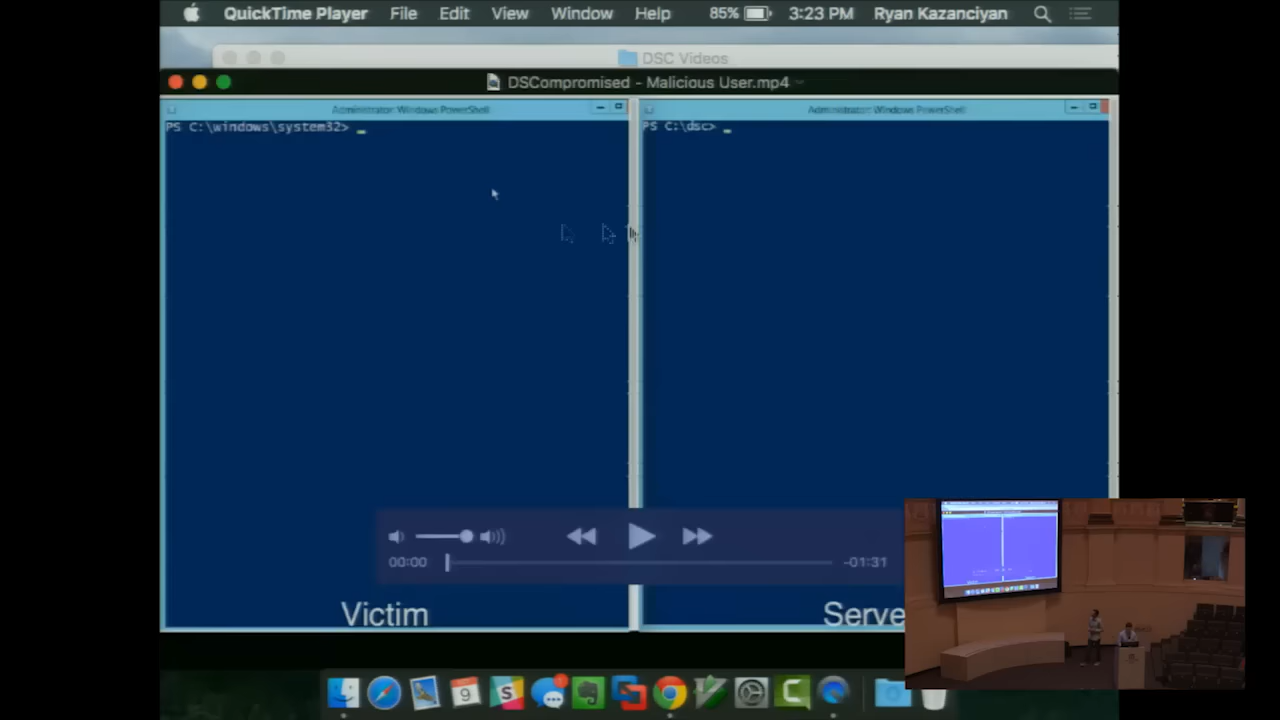 QuickTime Player File Edit View Window Help 85% 3:23 PM Ryan Kazanciyan
DSC Videos
DSCompromised - Malicious User.mp4
Administrator: Windows PowerShell
Administrator: Windows PowerShell
PS C:\windows\system32> _
PS C:\dsc> _
00:00
-01:31
Victim
Serve
9